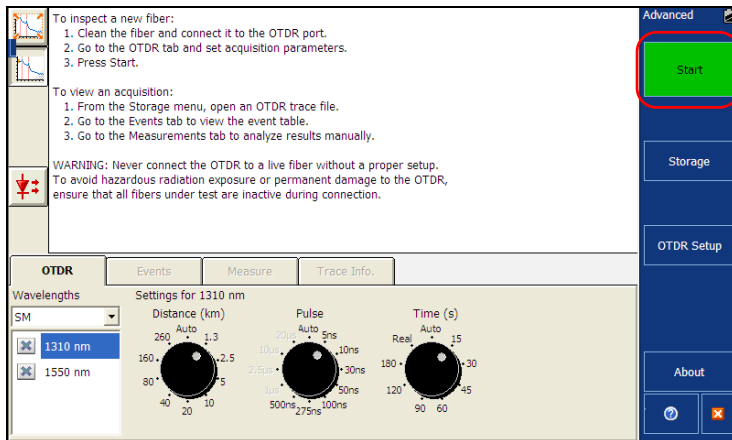 To inspect a new fiber:
1. Clean the fiber and connect it to the OTDR port.
2. Go to the OTDR tab and set acquisition parameters.
3. Press Start.
To view an acquisition:
1. From the Storage menu, open an OTDR trace file.
2. Go to the Events tab to view the event table.
3. Go to the Measurements tab to analyze results manually.
WARNING: Never connect the OTDR to a live fiber without a proper setup.
To avoid hazardous radiation exposure or permanent damage to the OTDR,
ensure that all fibers under test are inactive during connection.
Advanced
Start
Storage
OTDR Setup
About
OTDR
Events
Measure
Trace Info.
Wavelengths
SM
1310 nm
1550 nm
Settings for 1310 nm
Distance (km)
Auto
1.3
2.5
5
10
20
40
80
160
260
Pulse
Auto
5ns
10ns
30ns
50ns
100ns
275ns
500ns
1µs
2.5µs
10µs
20µs
Time (s)
Auto
15
30
45
60
90
120
180
Real